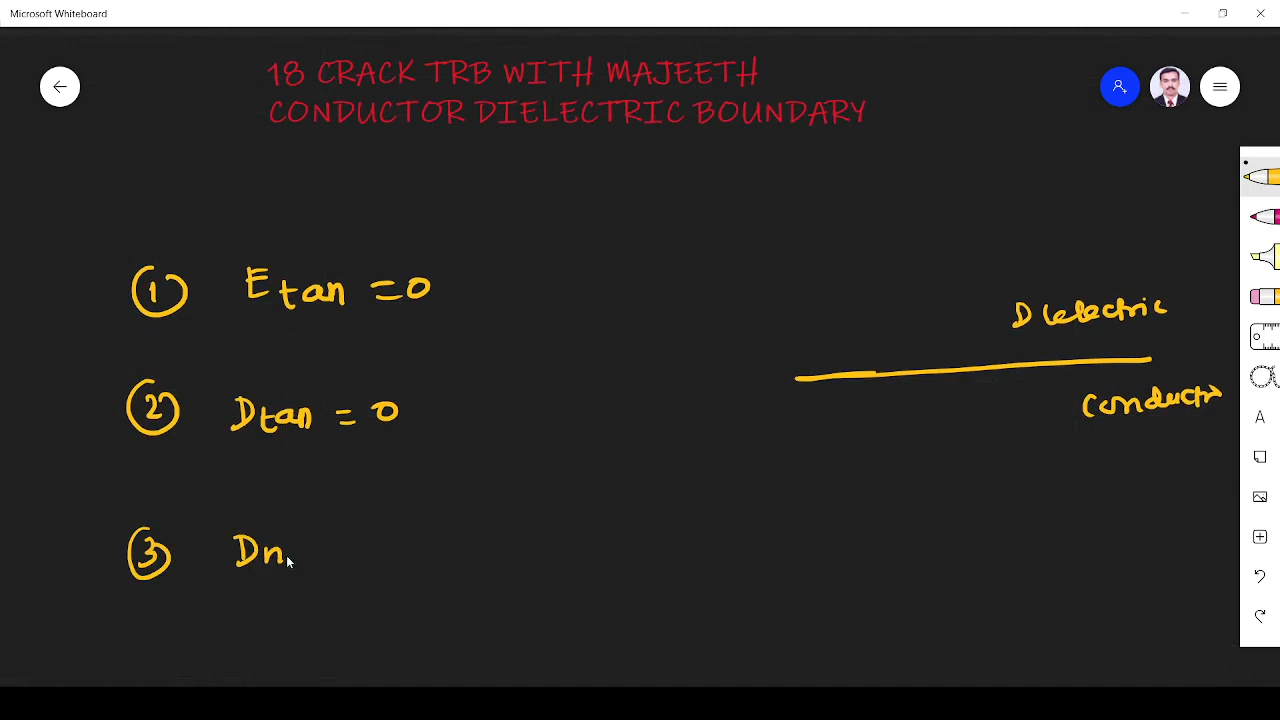 Microsoft Whiteboard
18 CRACK TRB WITH MAJEETH
CONDUCTOR DIELECTRIC BOUNDARY
1 Etan = 0
Dielectric
2 Dtan = 0
Conductr
3 Dn
A